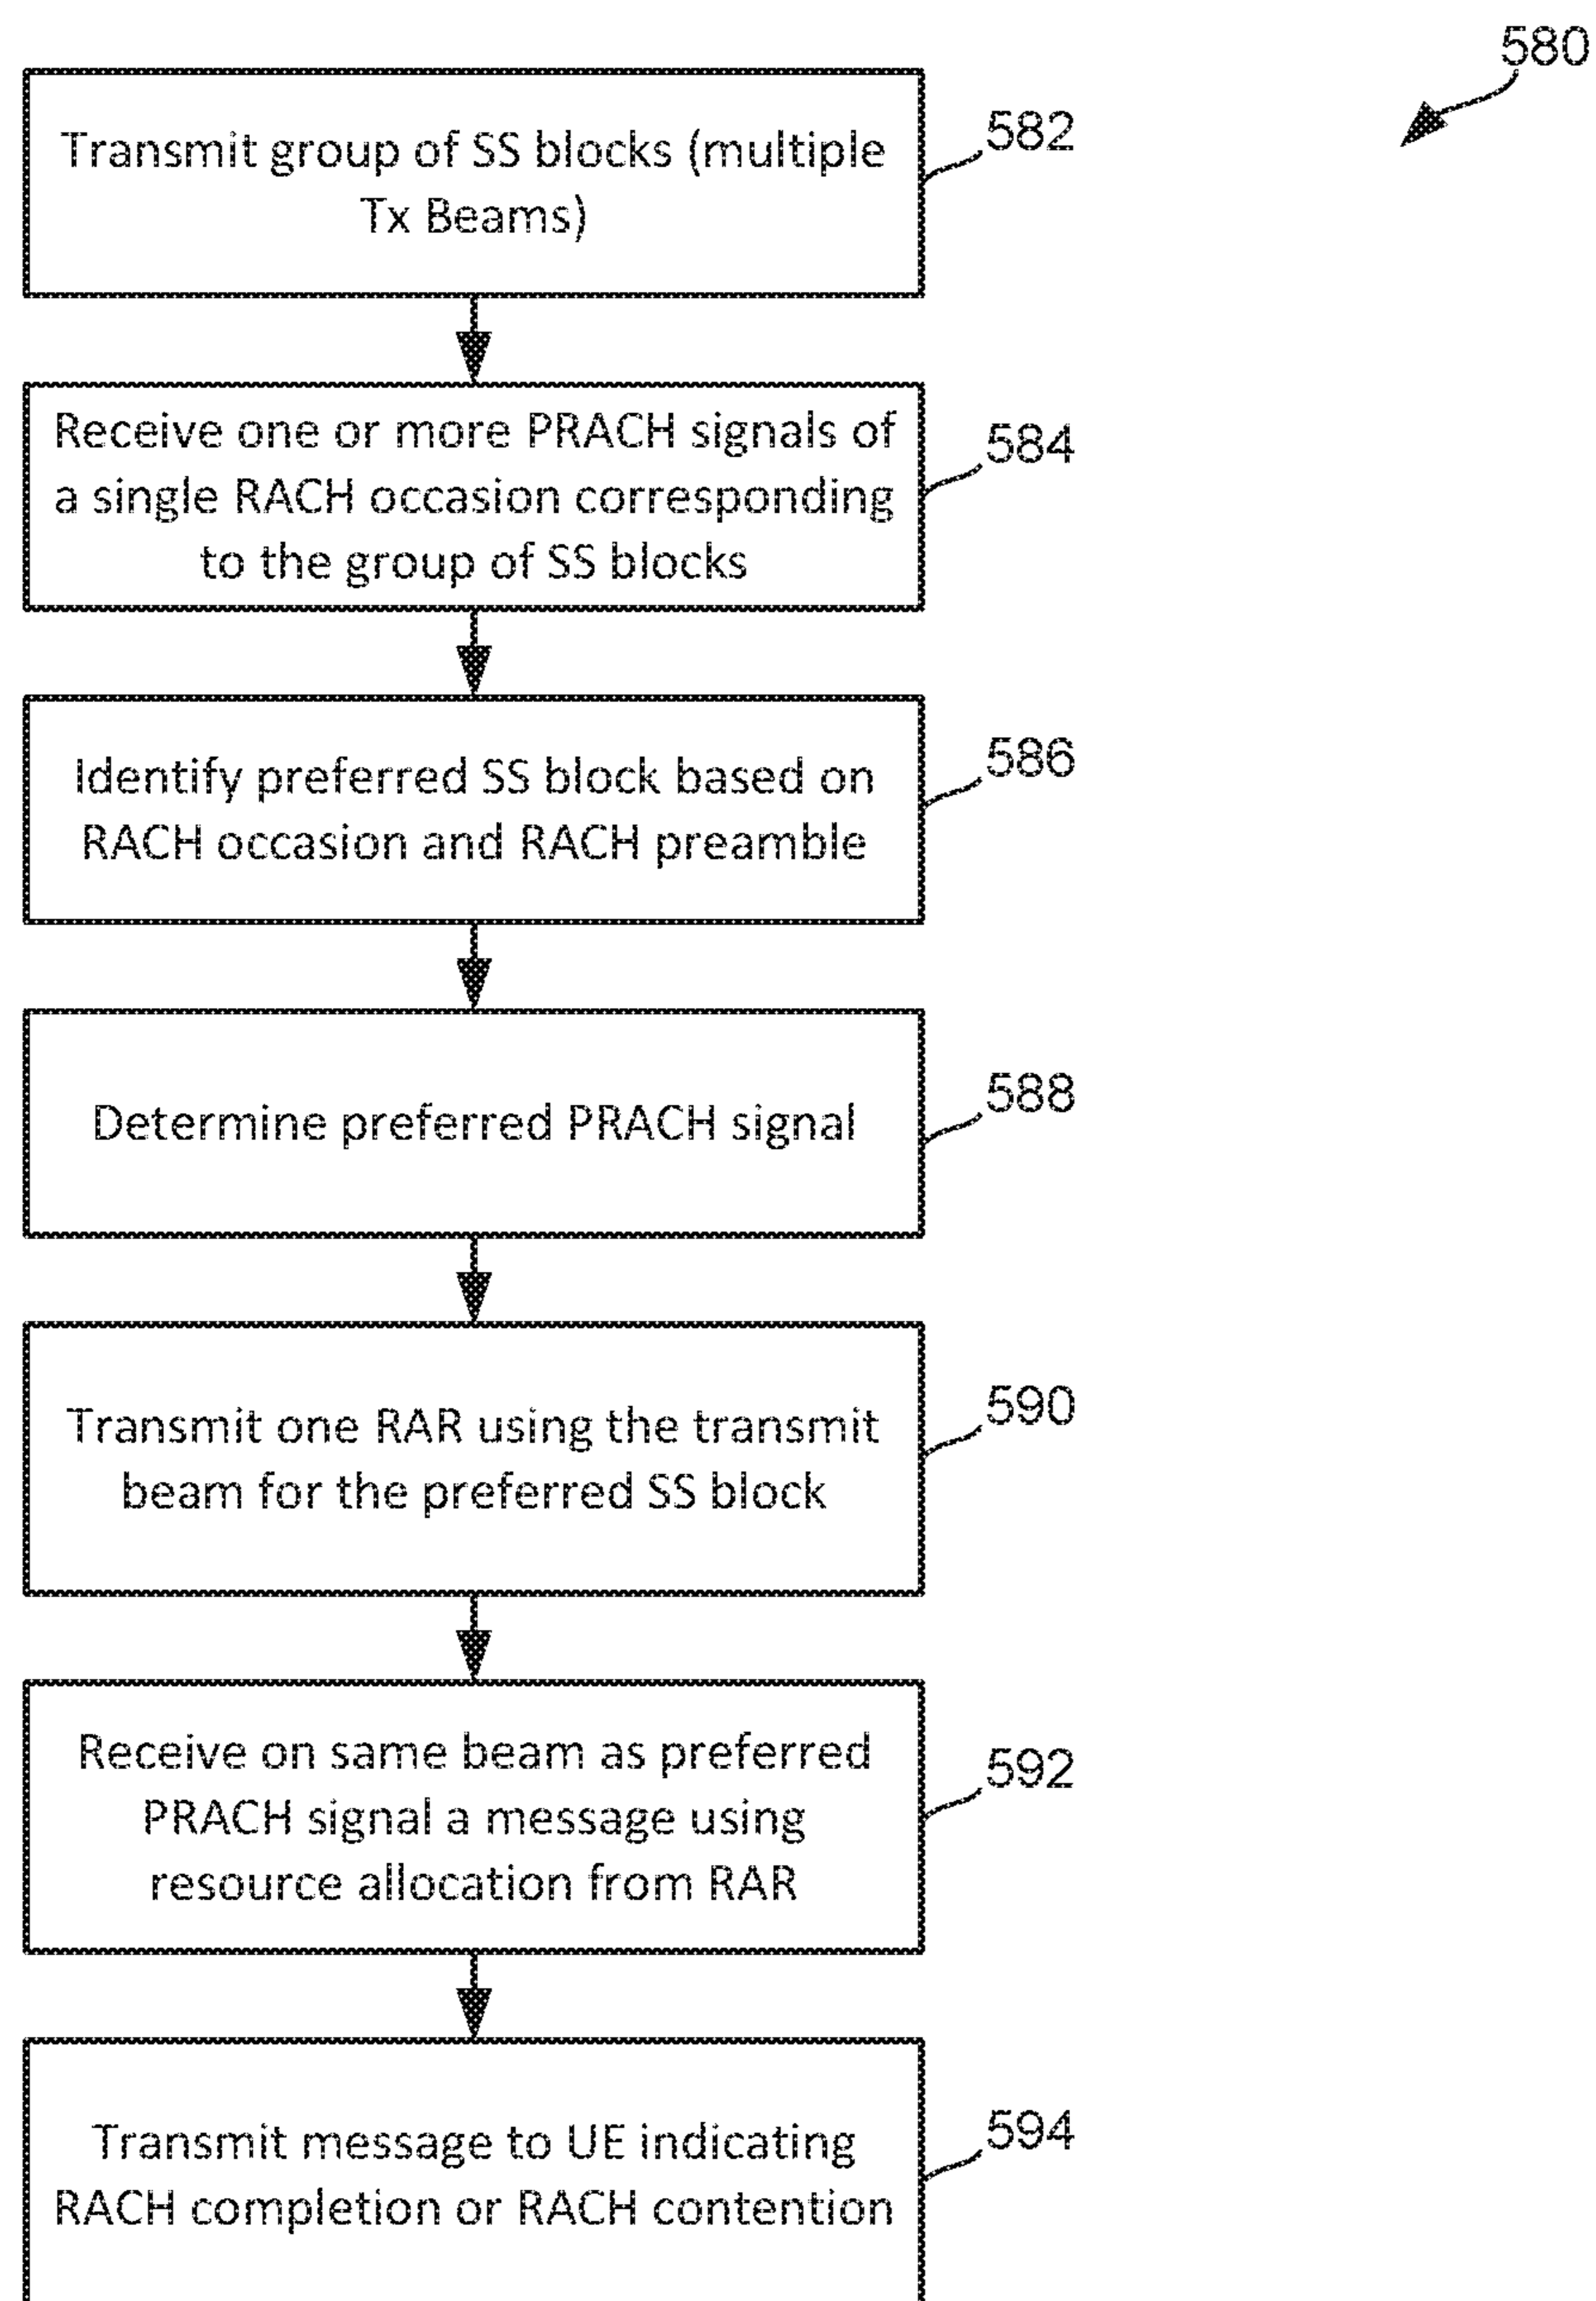 580
Transmit group of SS blocks (multiple
Tx Beams)
582
Receive one or more PRACH signals of
a single RACH occasion corresponding
to the group of SS blocks
584
Identify preferred SS block based on
RACH occasion and RACH preamble
586
Determine preferred PRACH signal
588
Transmit one RAR using the transmit
beam for the preferred SS block
590
Receive on same beam as preferred
PRACH signal a message using
resource allocation from RAR
592
Transmit message to UE indicating
RACH completion or RACH contention
594